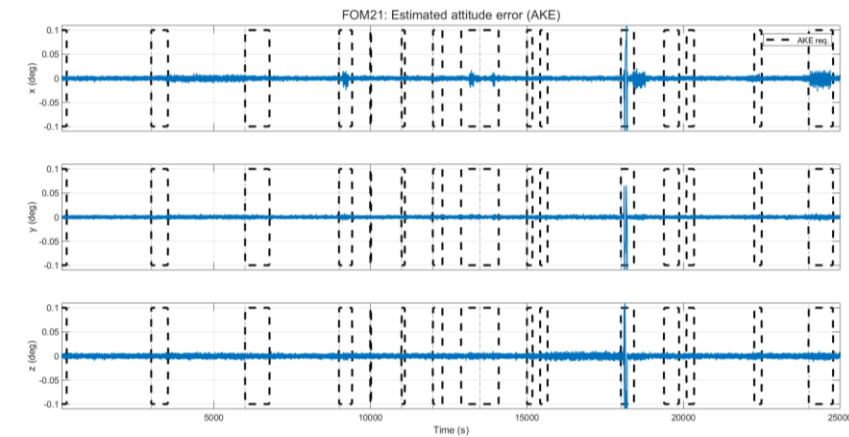 FOM21: Estimated attitude error (AKE)
0.1
0.05
0
-0.05
-0.1
x (deg)
AKE req.
0.1
0.05
0
-0.05
-0.1
y (deg)
0.1
0.05
0
-0.05
-0.1
z (deg)
5000 10000 15000 20000 25000
Time (s)